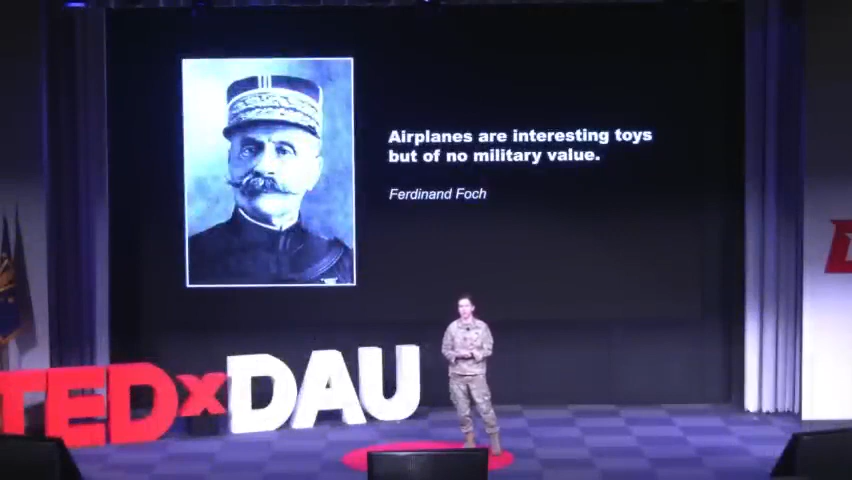 Airplanes are interesting toys
but of no military value.
Ferdinand Foch
TEDxDAU